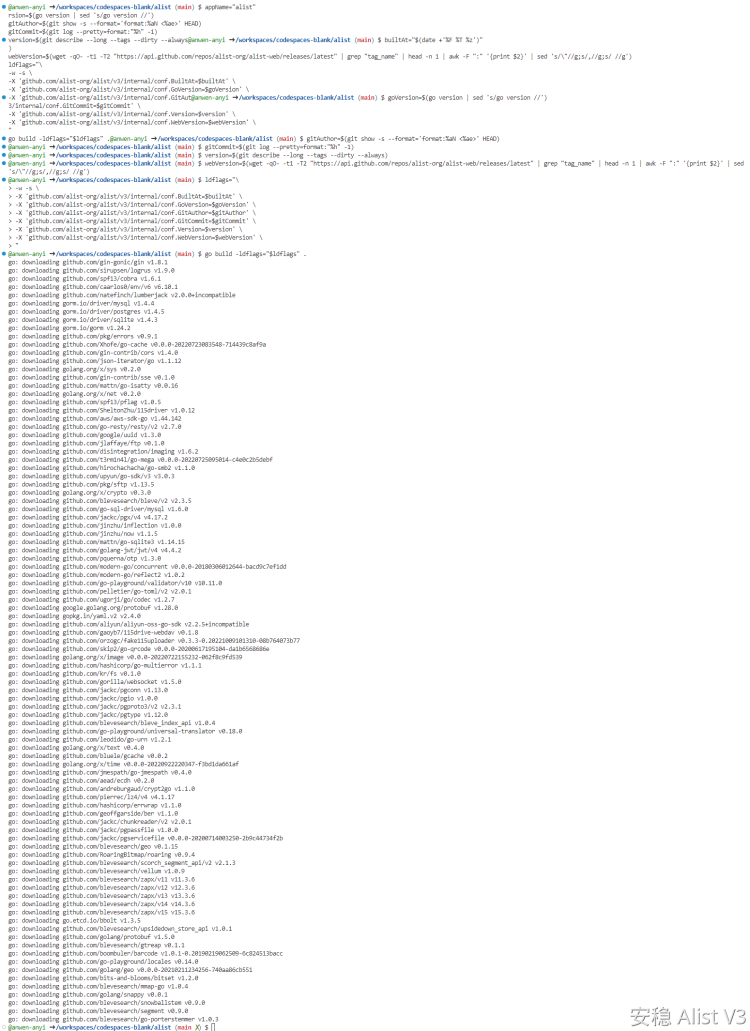 @anwen-anyi ➜/workspaces/codespaces-blank/alist (main) $ appName="alist"
rsion=$(go version | sed 's/go version //')
gitAuthor=$(git show -s --format='format:%aN <%ae>' HEAD)
gitCommit=$(git log --pretty=format:"%h" -1)
version=$(git describe --long --tags --dirty --always@anwen-anyi ➜/workspaces/codespaces-blank/alist (main) $ builtAt="$(date +'%F %T %z')"
)
webVersion=$(wget -qO- -t1 -T2 "https://api.github.com/repos/alist-org/alist-web/releases/latest" | grep "tag_name" | head -n 1 | awk -F ":" '{print $2}' | sed 's/\"//g;s/,//g;s/ //g')
ldflags="\
-w -s \
-X 'github.com/alist-org/alist/v3/internal/conf.BuiltAt=$builtAt' \
-X 'github.com/alist-org/alist/v3/internal/conf.GoVersion=$goVersion' \
-X 'github.com/alist-org/alist/v3/internal/conf.GitAut@anwen-anyi ➜/workspaces/codespaces-blank/alist (main) $ goVersion=$(go version | sed 's/go version //')
3/internal/conf.GitCommit=$gitCommit' \
-X 'github.com/alist-org/alist/v3/internal/conf.Version=$version' \
-X 'github.com/alist-org/alist/v3/internal/conf.WebVersion=$webVersion' \
"
go build -ldflags="$ldflags" .@anwen-anyi ➜/workspaces/codespaces-blank/alist (main) $ gitAuthor=$(git show -s --format='format:%aN <%ae>' HEAD)
@anwen-anyi ➜/workspaces/codespaces-blank/alist (main) $ gitCommit=$(git log --pretty=format:"%h" -1)
@anwen-anyi ➜/workspaces/codespaces-blank/alist (main) $ version=$(git describe --long --tags --dirty --always)
@anwen-anyi ➜/workspaces/codespaces-blank/alist (main) $ webVersion=$(wget -qO- -t1 -T2 "https://api.github.com/repos/alist-org/alist-web/releases/latest" | grep "tag_name" | head -n 1 | awk -F ":" '{print $2}' | sed
's/\"//g;s/,//g;s/ //g')
@anwen-anyi ➜/workspaces/codespaces-blank/alist (main) $ ldflags="\
> -w -s \
> -X 'github.com/alist-org/alist/v3/internal/conf.BuiltAt=$builtAt' \
> -X 'github.com/alist-org/alist/v3/internal/conf.GoVersion=$goVersion' \
> -X 'github.com/alist-org/alist/v3/internal/conf.GitAuthor=$gitAuthor' \
> -X 'github.com/alist-org/alist/v3/internal/conf.GitCommit=$gitCommit' \
> -X 'github.com/alist-org/alist/v3/internal/conf.Version=$version' \
> -X 'github.com/alist-org/alist/v3/internal/conf.WebVersion=$webVersion' \
> "
@anwen-anyi ➜/workspaces/codespaces-blank/alist (main) $ go build -ldflags="$ldflags" .
go: downloading github.com/gin-gonic/gin v1.8.1
go: downloading github.com/sirupsen/logrus v1.9.0
go: downloading github.com/spf13/cobra v1.6.1
go: downloading github.com/caarlos0/env/v6 v6.10.1
go: downloading github.com/natefinch/lumberjack v2.0.0+incompatible
go: downloading gorm.io/driver/mysql v1.4.4
go: downloading gorm.io/driver/postgres v1.4.5
go: downloading gorm.io/driver/sqlite v1.4.3
go: downloading gorm.io/gorm v1.24.2
go: downloading github.com/pkg/errors v0.9.1
go: downloading github.com/Xhofe/go-cache v0.0.0-20220723083548-714439c8af9a
go: downloading github.com/gin-contrib/cors v1.4.0
go: downloading github.com/json-iterator/go v1.1.12
go: downloading golang.org/x/sys v0.2.0
go: downloading github.com/gin-contrib/sse v0.1.0
go: downloading github.com/mattn/go-isatty v0.0.16
go: downloading golang.org/x/net v0.2.0
go: downloading github.com/spf13/pflag v1.0.5
go: downloading github.com/SheltonZhu/115driver v1.0.12
go: downloading github.com/aws/aws-sdk-go v1.44.142
go: downloading github.com/go-resty/resty/v2 v2.7.0
go: downloading github.com/google/uuid v1.3.0
go: downloading github.com/jlaffaye/ftp v0.1.0
go: downloading github.com/disintegration/imaging v1.6.2
go: downloading github.com/t3rm1n4l/go-mega v0.0.0-20220725095014-c4e0c2b5debf
go: downloading github.com/hirochachacha/go-smb2 v1.1.0
go: downloading github.com/upyun/go-sdk/v3 v3.0.3
go: downloading github.com/pkg/sftp v1.13.5
go: downloading golang.org/x/crypto v0.3.0
go: downloading github.com/blevesearch/bleve/v2 v2.3.5
go: downloading github.com/go-sql-driver/mysql v1.6.0
go: downloading github.com/jackc/pgx/v4 v4.17.2
go: downloading github.com/jinzhu/inflection v1.0.0
go: downloading github.com/jinzhu/now v1.1.5
go: downloading github.com/mattn/go-sqlite3 v1.14.15
go: downloading github.com/golang-jwt/jwt/v4 v4.4.2
go: downloading github.com/pquerna/otp v1.3.0
go: downloading github.com/modern-go/concurrent v0.0.0-20180306012644-bacd9c7ef1dd
go: downloading github.com/modern-go/reflect2 v1.0.2
go: downloading github.com/go-playground/validator/v10 v10.11.0
go: downloading github.com/pelletier/go-toml/v2 v2.0.1
go: downloading github.com/ugorji/go/codec v1.2.7
go: downloading google.golang.org/protobuf v1.28.0
go: downloading gopkg.in/yaml.v2 v2.4.0
go: downloading github.com/aliyun/aliyun-oss-go-sdk v2.2.5+incompatible
go: downloading github.com/gaoyb7/115drive-webdav v0.1.8
go: downloading github.com/orzogc/fake115uploader v0.3.3-0.20221009101310-08b764073b77
go: downloading github.com/skip2/go-qrcode v0.0.0-20200617195104-da1b6568686e
go: downloading golang.org/x/image v0.0.0-20220722155232-062f8c9fd539
go: downloading github.com/hashicorp/go-multierror v1.1.1
go: downloading github.com/kr/fs v0.1.0
go: downloading github.com/gorilla/websocket v1.5.0
go: downloading github.com/jackc/pgconn v1.13.0
go: downloading github.com/jackc/pgio v1.0.0
go: downloading github.com/jackc/pgproto3/v2 v2.3.1
go: downloading github.com/jackc/pgtype v1.12.0
go: downloading github.com/blevesearch/bleve_index_api v1.0.4
go: downloading github.com/go-playground/universal-translator v0.18.0
go: downloading github.com/leodido/go-urn v1.2.1
go: downloading golang.org/x/text v0.4.0
go: downloading github.com/bluele/gcache v0.0.2
go: downloading golang.org/x/time v0.0.0-20220922220347-f3bd1da661af
go: downloading github.com/jmespath/go-jmespath v0.4.0
go: downloading github.com/aead/ecdh v0.2.0
go: downloading github.com/andreburgaud/crypt2go v1.1.0
go: downloading github.com/pierrec/lz4/v4 v4.1.17
go: downloading github.com/hashicorp/errwrap v1.1.0
go: downloading github.com/geoffgarside/ber v1.1.0
go: downloading github.com/jackc/chunkreader/v2 v2.0.1
go: downloading github.com/jackc/pgpassfile v1.0.0
go: downloading github.com/jackc/pgservicefile v0.0.0-20200714003250-2b9c44734f2b
go: downloading github.com/blevesearch/geo v0.1.15
go: downloading github.com/RoaringBitmap/roaring v0.9.4
go: downloading github.com/blevesearch/scorch_segment_api/v2 v2.1.3
go: downloading github.com/blevesearch/vellum v1.0.9
go: downloading github.com/blevesearch/zapx/v11 v11.3.6
go: downloading github.com/blevesearch/zapx/v12 v12.3.6
go: downloading github.com/blevesearch/zapx/v13 v13.3.6
go: downloading github.com/blevesearch/zapx/v14 v14.3.6
go: downloading github.com/blevesearch/zapx/v15 v15.3.6
go: downloading go.etcd.io/bbolt v1.3.5
go: downloading github.com/blevesearch/upsidedown_store_api v1.0.1
go: downloading github.com/golang/protobuf v1.5.0
go: downloading github.com/blevesearch/gtreap v0.1.1
go: downloading github.com/boombuler/barcode v1.0.1-0.20190219062509-6c824513bacc
go: downloading github.com/go-playground/locales v0.14.0
go: downloading github.com/golang/geo v0.0.0-20210211234256-740aa86cb551
go: downloading github.com/bits-and-blooms/bitset v1.2.0
go: downloading github.com/blevesearch/mmap-go v1.0.4
go: downloading github.com/golang/snappy v0.0.1
go: downloading github.com/blevesearch/snowballstem v0.9.0
go: downloading github.com/blevesearch/segment v0.9.0
go: downloading github.com/blevesearch/go-porterstemmer v1.0.3
@anwen-anyi ➜/workspaces/codespaces-blank/alist (main ✗) $
安稳 Alist V3